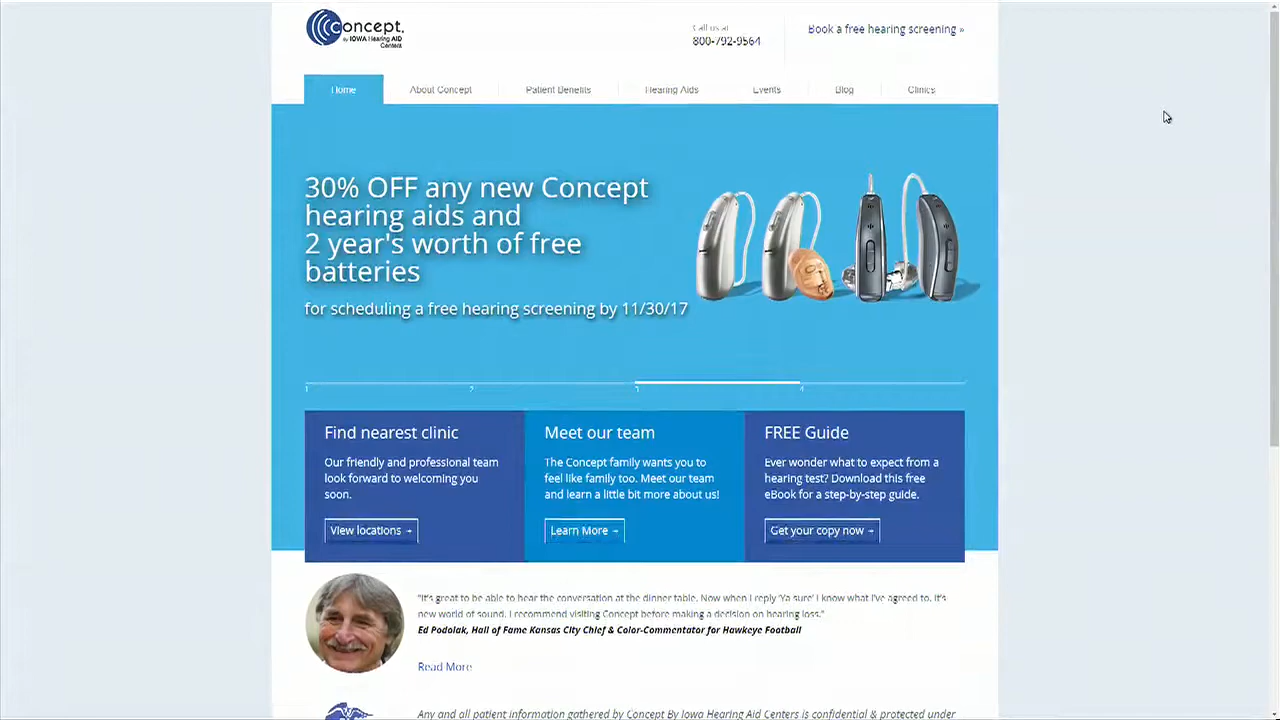 concept.
By IOWA Hearing AID
Centers
Call us at
800-792-9564
Book a free hearing screening »
Home
About Concept
Patient Benefits
Hearing Aids
Events
Blog
Clinics
30% OFF any new Concept
hearing aids and
2 year's worth of free
batteries
for scheduling a free hearing screening by 11/30/17
1
2
3
4
Find nearest clinic
Our friendly and professional team
look forward to welcoming you
soon.
View locations →
Meet our team
The Concept family wants you to
feel like family too. Meet our team
and learn a little bit more about us!
Learn More →
FREE Guide
Ever wonder what to expect from a
hearing test? Download this free
eBook for a step-by-step guide.
Get your copy now →
"It's great to be able to hear the conversation at the dinner table. Now when I reply 'Ya sure' I know what I've agreed to. It's
new world of sound. I recommend visiting Concept before making a decision on hearing loss."
Ed Podolak, Hall of Fame Kansas City Chief & Color-Commentator for Hawkeye Football
Read More
Any and all patient information gathered by Concept By Iowa Hearing Aid Centers is confidential & protected under